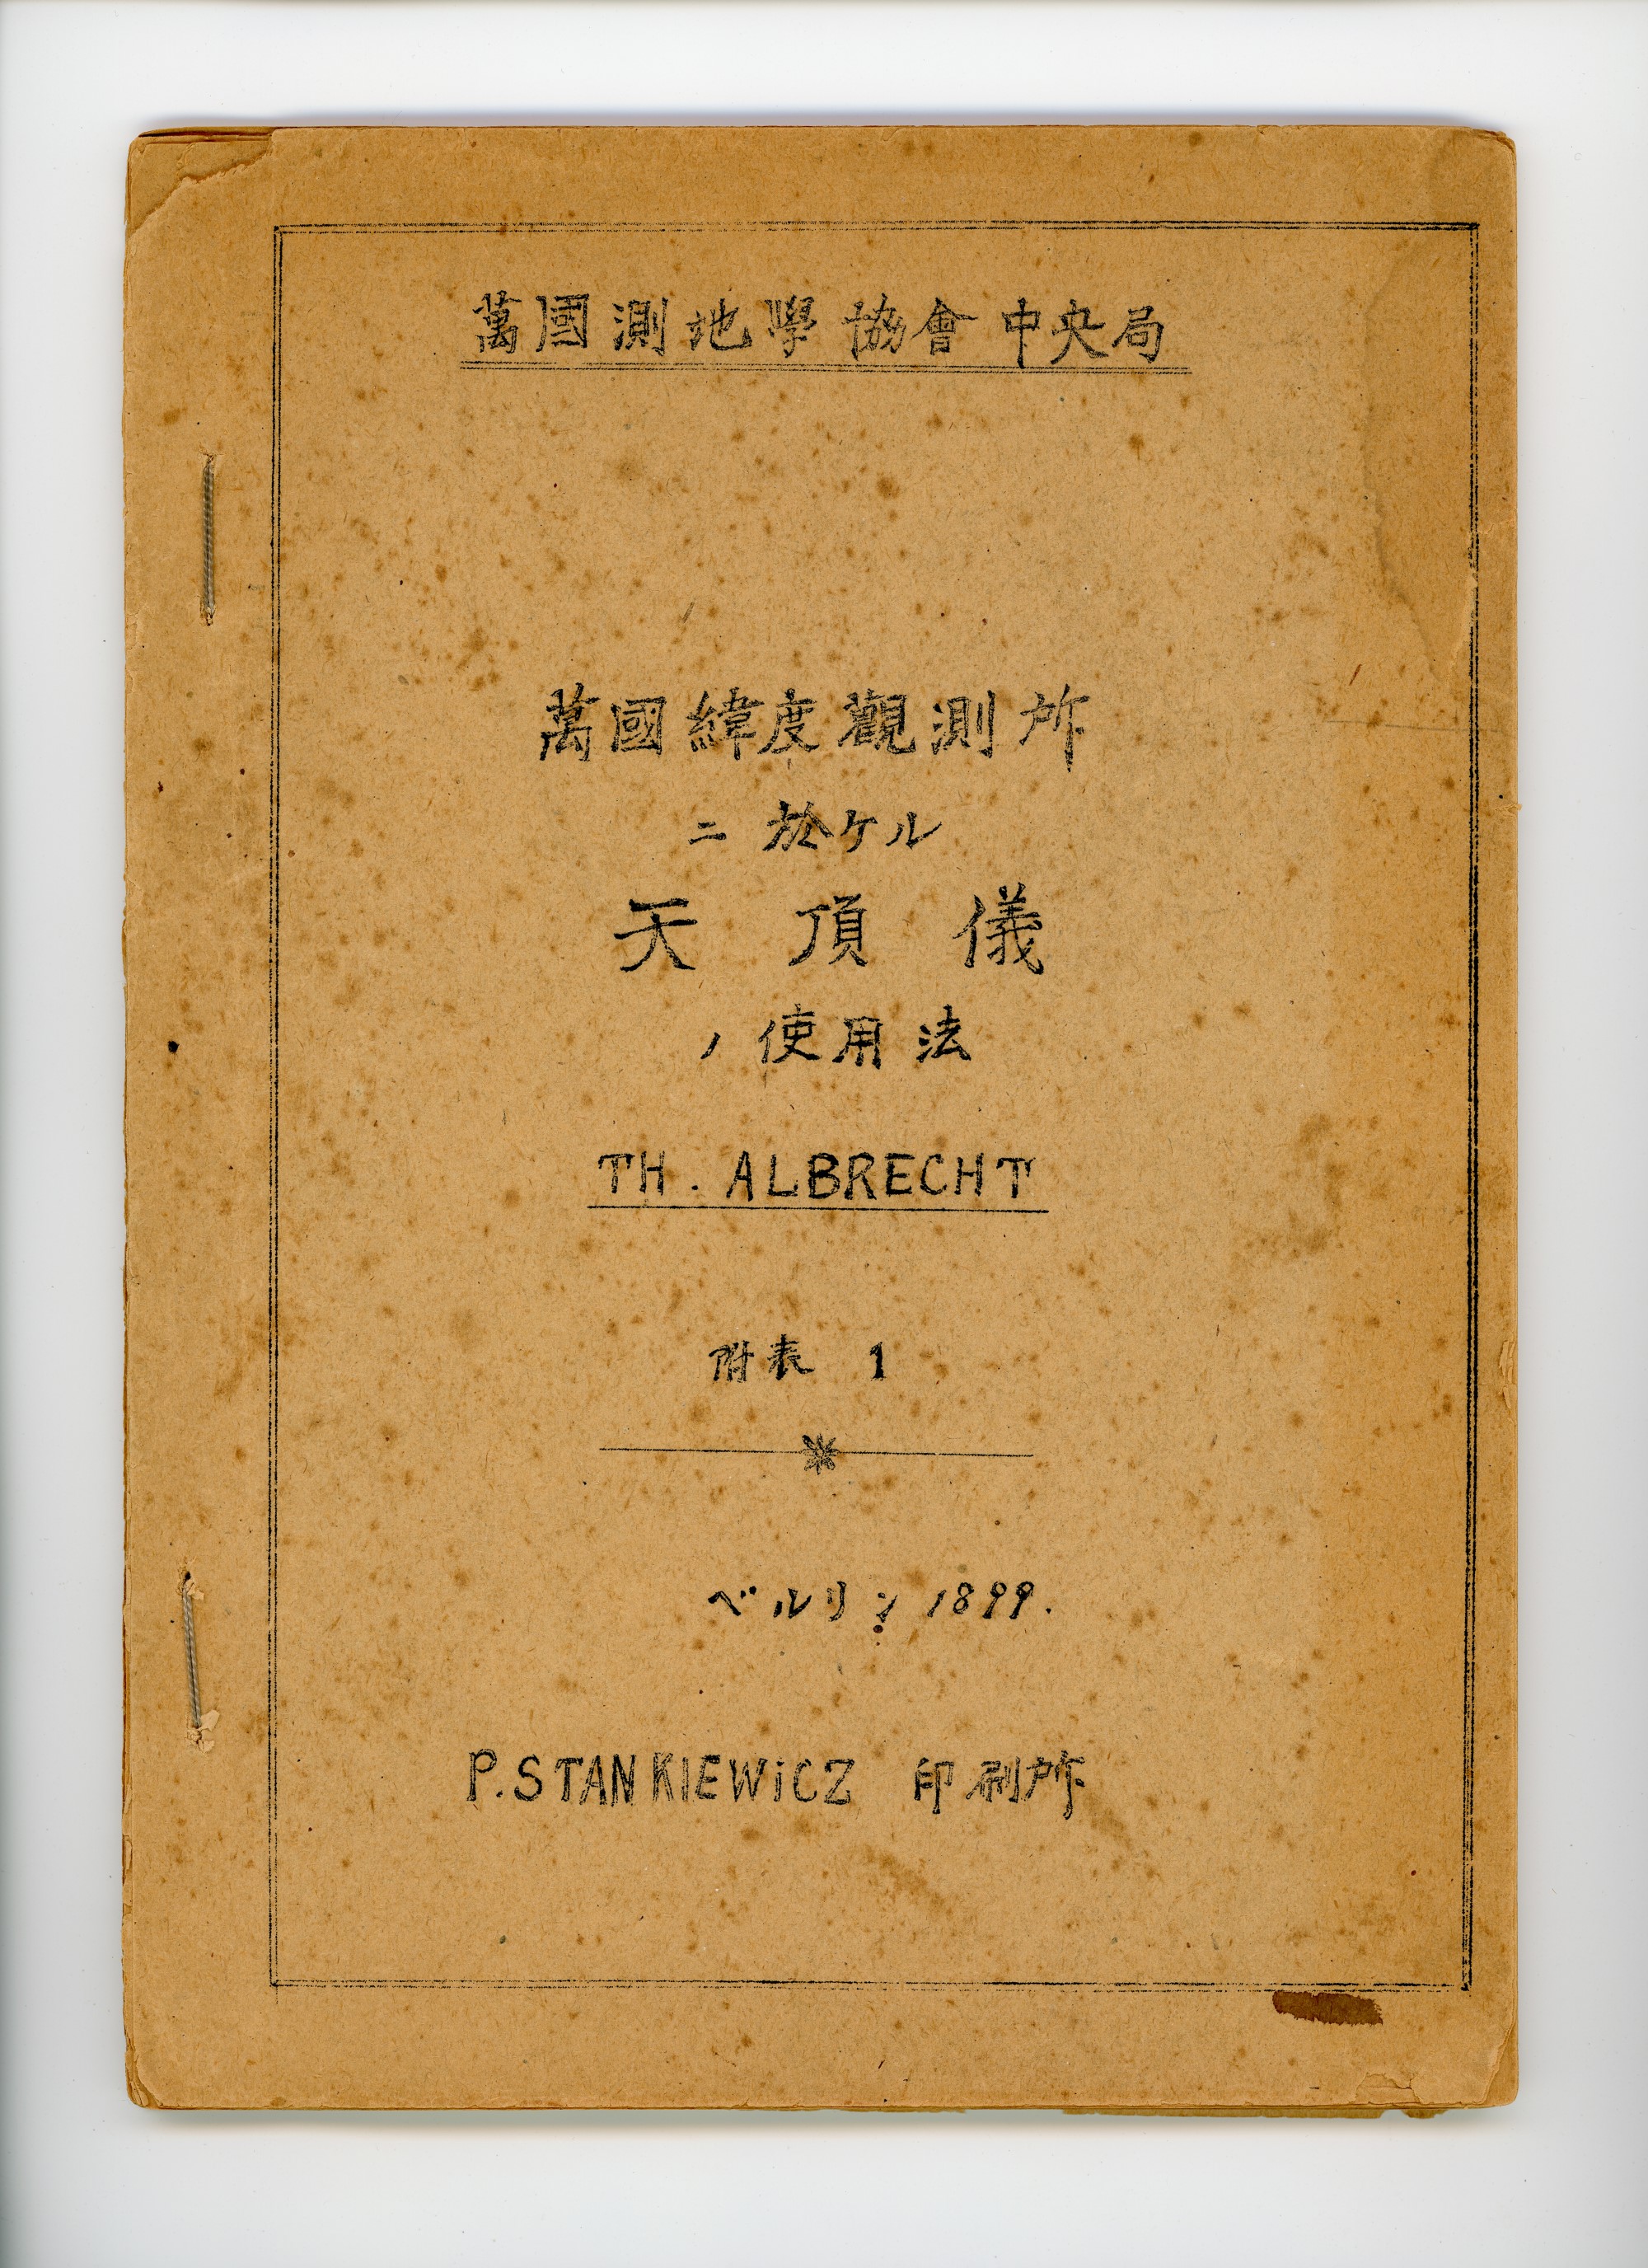 萬國測地學協會中央局
萬國緯度觀測所
ニ於ケル
天頂儀
ノ使用法
TH. ALBRECHT
附表 1
ベルリン 1899.
P. STANKIEWiCZ 印刷所